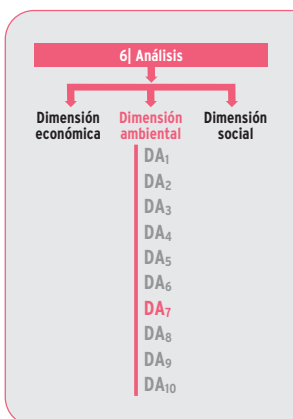 6| Análisis
Dimensión económica
Dimensión ambiental
Dimensión social
DA1
DA2
DA3
DA4
DA5
DA6
DA7
DA8
DA9
DA10